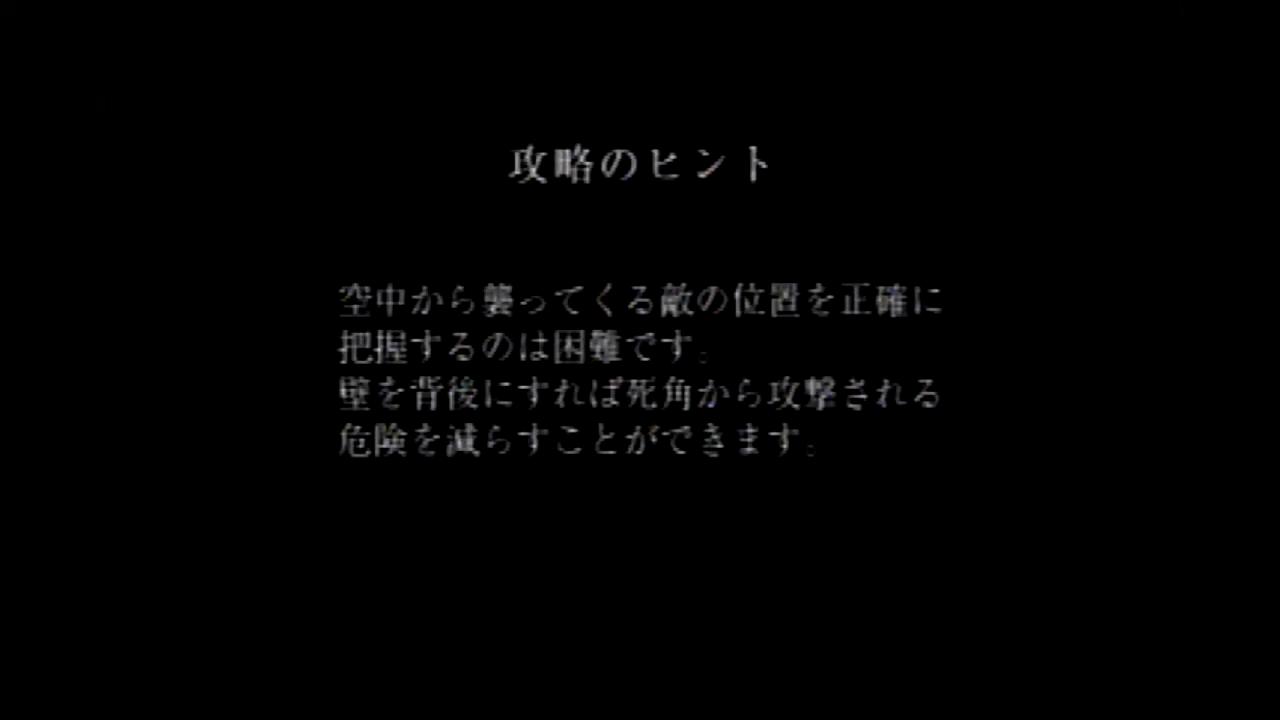 攻略のヒント
空中から襲ってくる敵の位置を正確に
把握するのは困難です。
壁を背後にすれば死角から攻撃される
危険を減らすことができます。